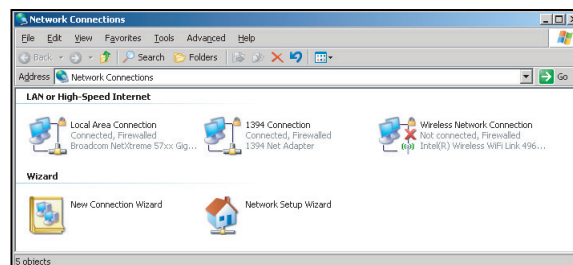 Network Connections
File Edit View Favorites Tools Advanced Help
Back Search Folders
Address Network Connections Go
LAN or High-Speed Internet
Local Area Connection
Connected, Firewalled
Broadcom NetXtreme 57xx Gig...
1394 Connection
Connected, Firewalled
1394 Net Adapter
Wireless Network Connection
Not connected, Firewalled
Intel(R) Wireless WiFi Link 496...
Wizard
New Connection Wizard
Network Setup Wizard
5 objects